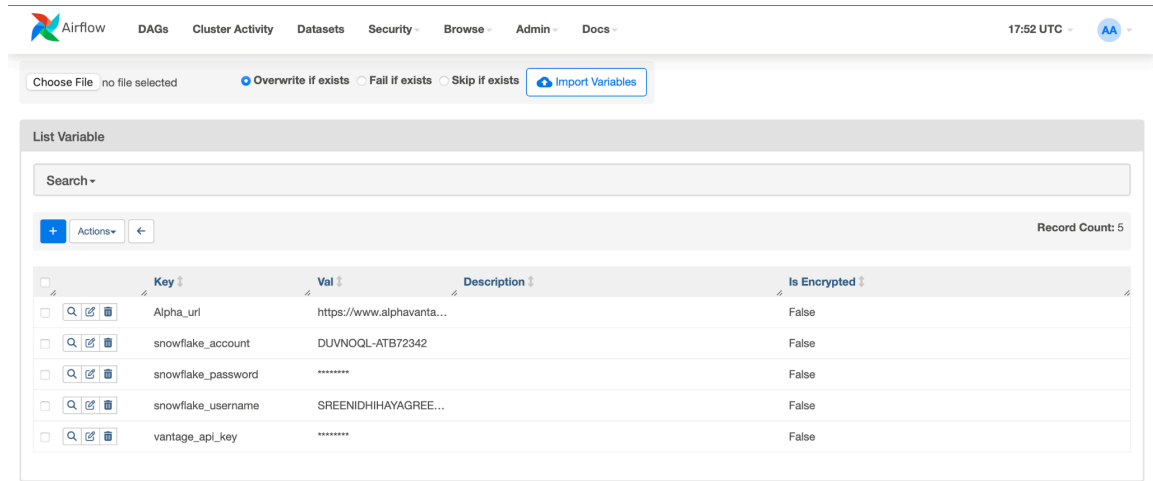 Airflow DAGs Cluster Activity Datasets Security Browse Admin Docs 17:52 UTC AA
Choose File no file selected Overwrite if exists Fail if exists Skip if exists Import Variables
List Variable
Search
+ Actions ← Record Count: 5
Key Val Description Is Encrypted
Alpha_url https://www.alphavanta... False
snowflake_account DUVNOQL-ATB72342 False
snowflake_password ******** False
snowflake_username SREENIDHIHAYAGREE... False
vantage_api_key ******** False